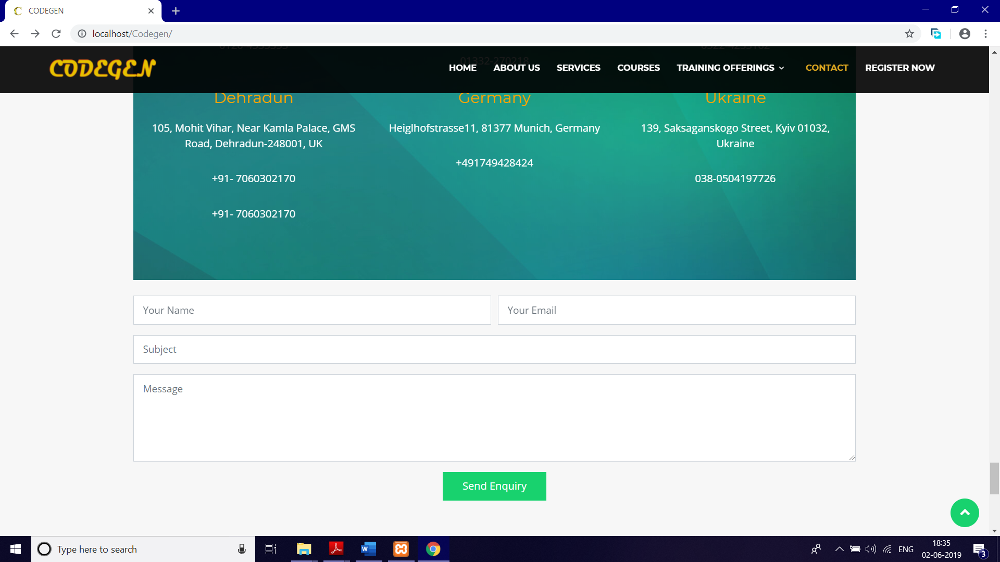 CODEGEN
localhost/Codegen/
01332-270218
CODEGEN
HOME ABOUT US SERVICES COURSES TRAINING OFFERINGS CONTACT REGISTER NOW
Dehradun Germany Ukraine
105, Mohit Vihar, Near Kamla Palace, GMS
Road, Dehradun-248001, UK
+91- 7060302170
+91- 7060302170
Heiglhofstrasse11, 81377 Munich, Germany
+491749428424
139, Saksaganskogo Street, Kyiv 01032,
Ukraine
038-0504197726
Your Name
Your Email
Subject
Message
Send Enquiry
Type here to search
ENG
18:35
02-06-2019
3